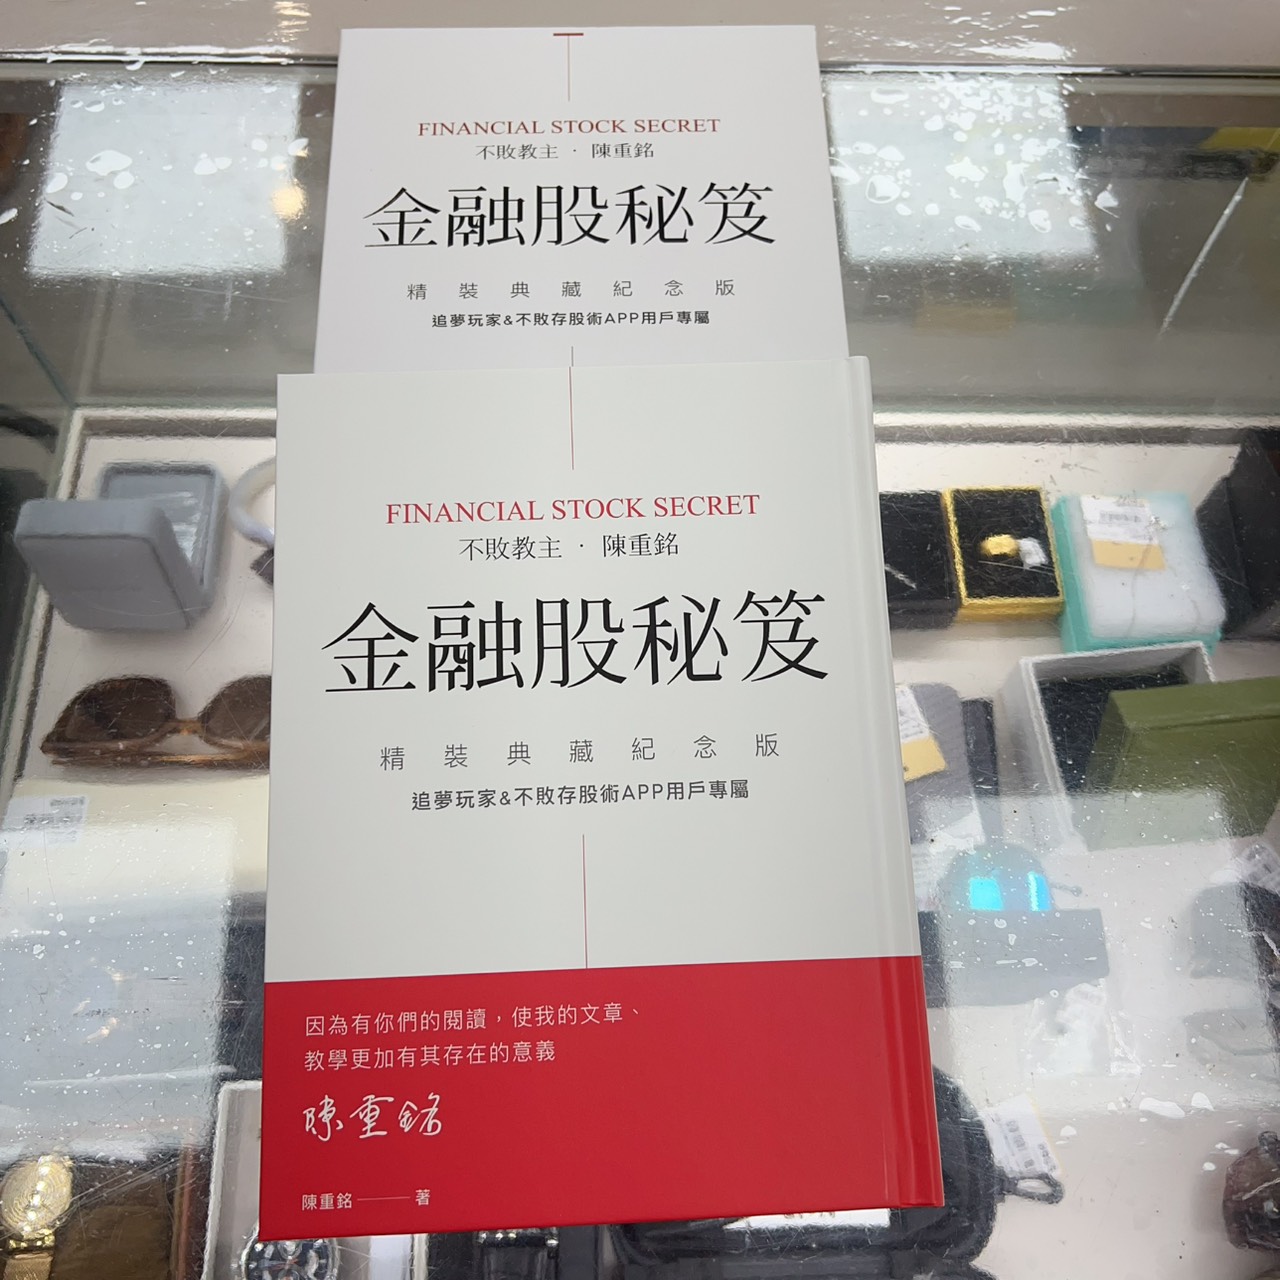 FINANCIAL STOCK SECRET
不敗教主 · 陳重銘
金融股秘笈
精裝典藏紀念版
追夢玩家&不敗存股術APP用戶專屬
FINANCIAL STOCK SECRET
不敗教主 · 陳重銘
金融股秘笈
精裝典藏紀念版
追夢玩家&不敗存股術APP用戶專屬
因為有你們的閱讀，使我的文章、
教學更加有其存在的意義
陳重銘
陳重銘——著